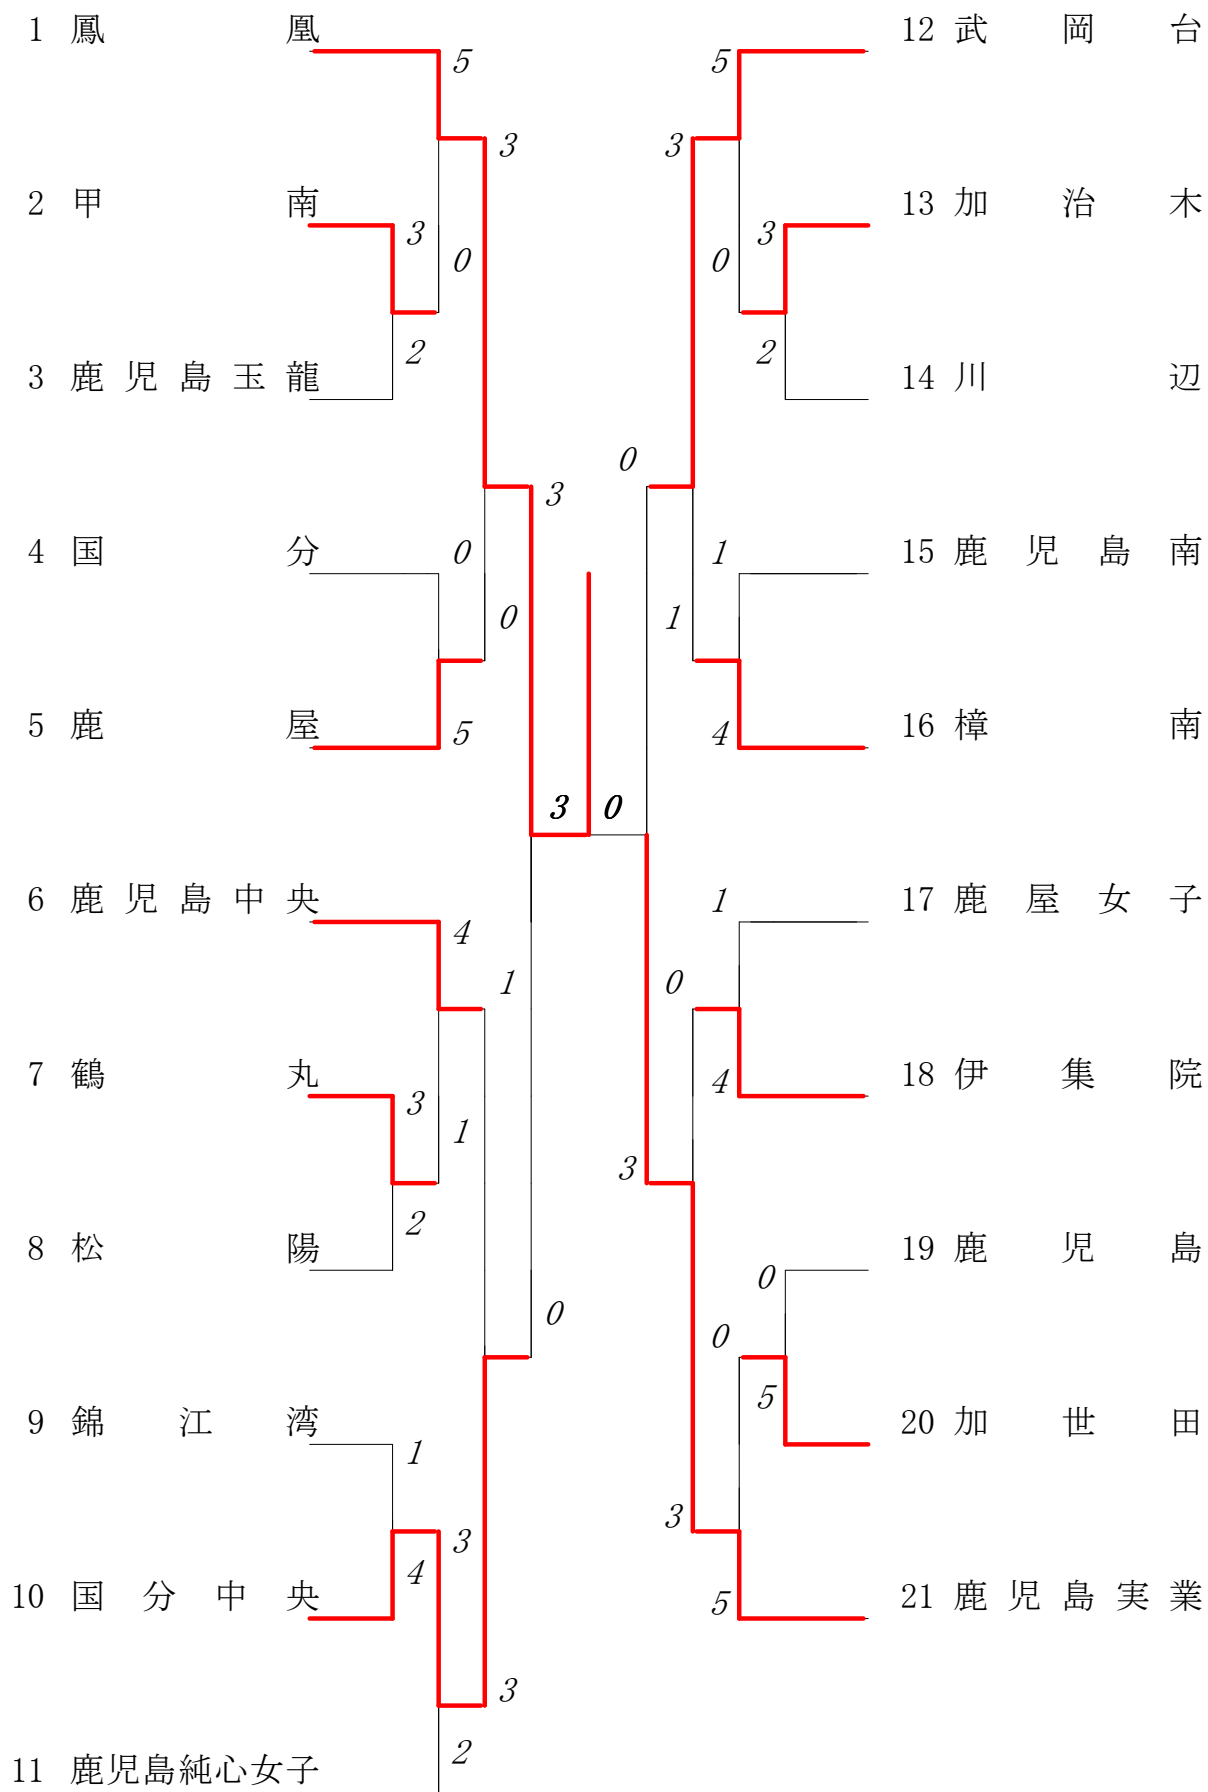 1 鳳凰
5
3
2 甲南
3
0
2
3 鹿児島玉龍
3
4 国分
0
0
5 鹿屋
5
3 0
6 鹿児島中央
4
1
7 鶴丸
3
1
2
8 松陽
0
9 錦江湾
1
3
4
10 国分中央
3
2
11 鹿児島純心女子
12 武岡台
5
3
13 加治木
3
0
2
14 川辺
0
1
15 鹿児島南
1
4
16 樟南
1
17 鹿屋女子
0
4
18 伊集院
3
19 鹿児島
0
0
5
20 加世田
3
5
21 鹿児島実業